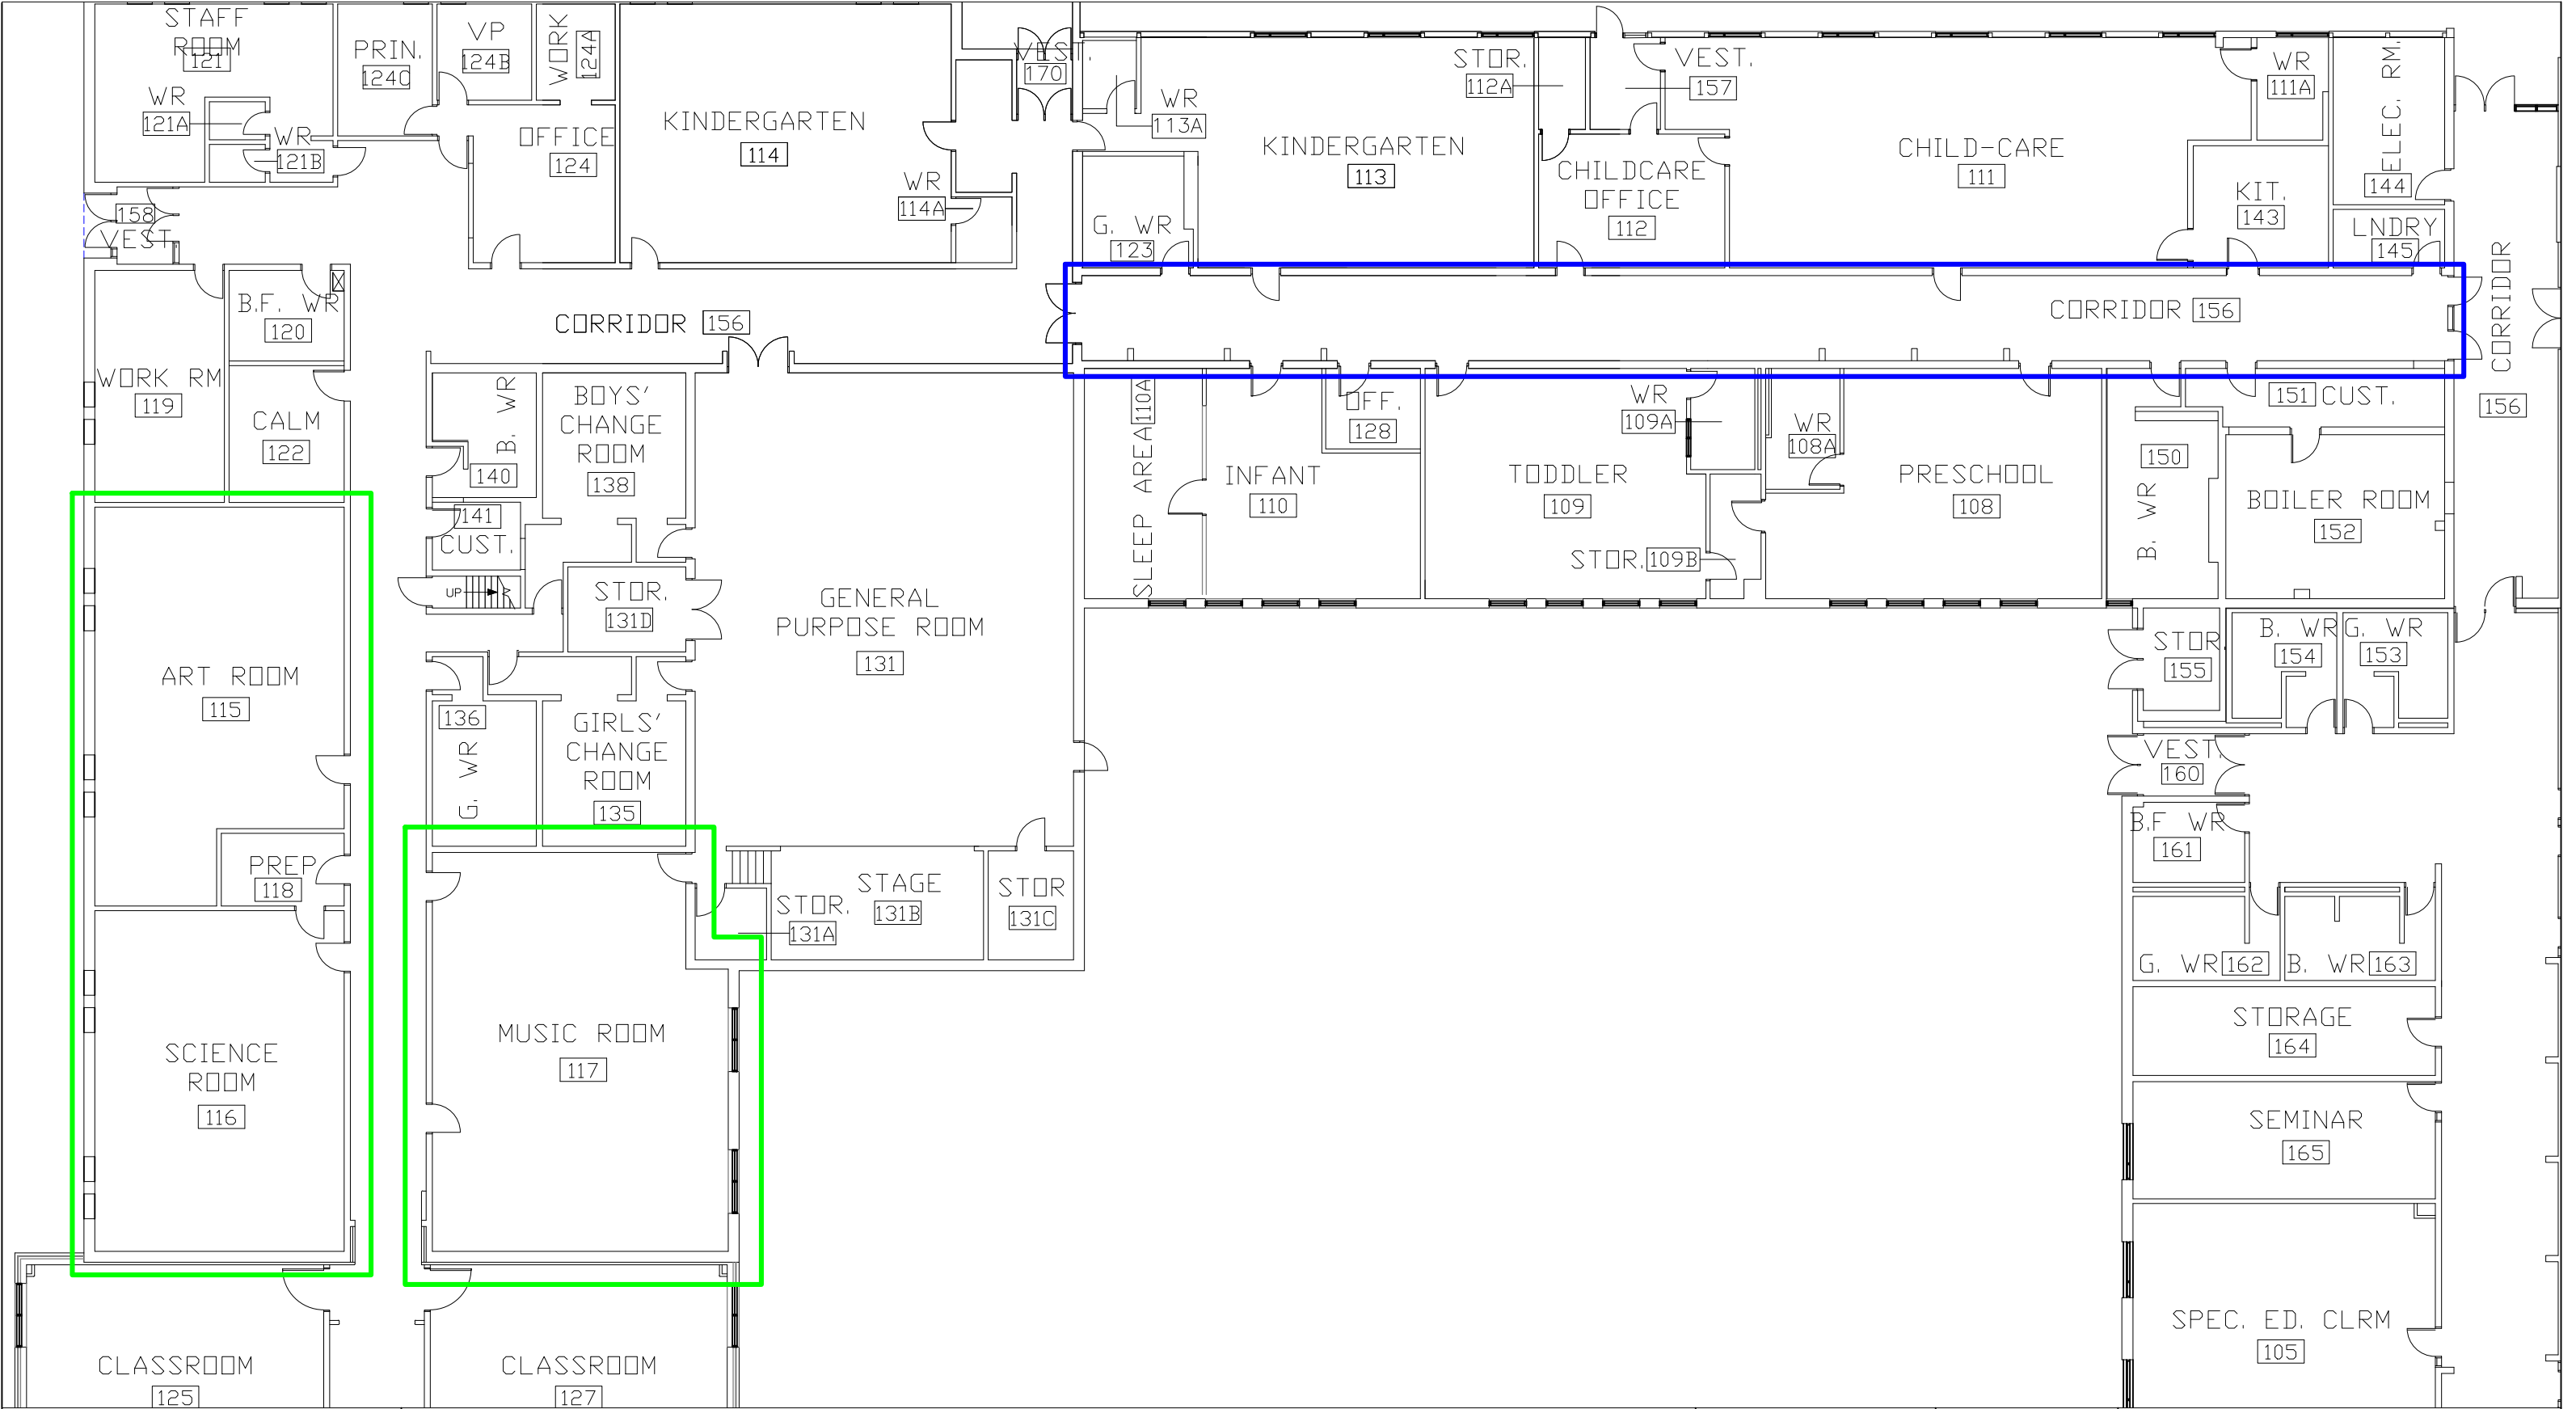 STAFF
ROOM
121
WR
121A
WR
121B
PRIN.
124C
VP
124B
WORK
124A
OFFICE
124
KINDERGARTEN
114
WR
114A
VEST.
170
WR
113A
KINDERGARTEN
113
G. WR
123
STOR.
112A
VEST.
157
CHILDCARE
OFFICE
112
CHILD-CARE
111
WR
111A
KIT.
143
ELEC. RM.
144
LNDRY
145
158
VEST.
B.F. WR
120
WORK RM
119
CALM
122
CORRIDOR 156
CORRIDOR 156
CORRIDOR
156
B. WR
140
BOYS'
CHANGE
ROOM
138
141
CUST.
UP
STOR.
131D
GENERAL
PURPOSE ROOM
131
SLEEP AREA 110A
INFANT
110
OFF.
128
TODDLER
109
WR
109A
STOR. 109B
WR
108A
PRESCHOOL
108
B. WR
150
151 CUST.
BOILER ROOM
152
STOR.
155
B. WR
154
G. WR
153
ART ROOM
115
136
G. WR
GIRLS'
CHANGE
ROOM
135
PREP
118
VEST.
160
B.F WR
161
STOR.
131A
STAGE
131B
STOR
131C
G. WR 162
B. WR 163
SCIENCE
ROOM
116
MUSIC ROOM
117
STORAGE
164
SEMINAR
165
SPEC. ED. CLRM
105
CLASSROOM
125
CLASSROOM
127